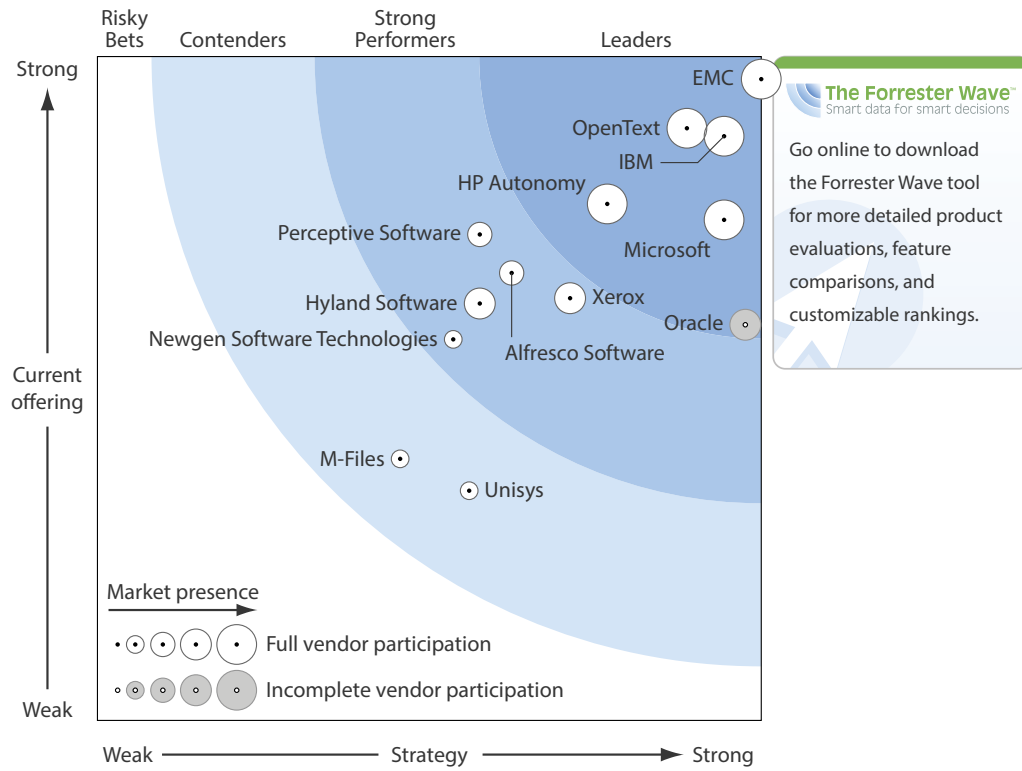 Risky
Bets
Contenders
Strong
Performers
Leaders
Strong
EMC
The Forrester Wave™
Smart data for smart decisions
OpenText
IBM
Go online to download
the Forrester Wave tool
for more detailed product
evaluations, feature
comparisons, and
customizable rankings.
HP Autonomy
Perceptive Software
Microsoft
Hyland Software
Xerox
Oracle
Newgen Software Technologies
Alfresco Software
Current
offering
M-Files
Unisys
Market presence
Full vendor participation
Incomplete vendor participation
Weak
Weak
Strategy
Strong